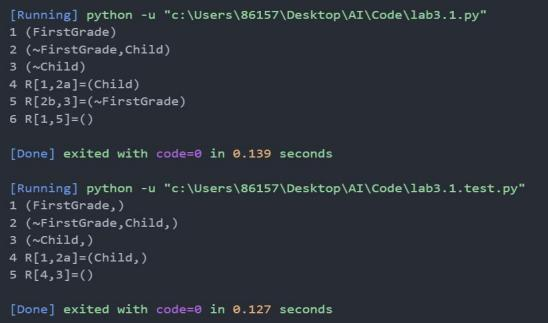 [Running] python -u "c:\Users\86157\Desktop\AI\Code\lab3.1.py"
1 (FirstGrade)
2 (~FirstGrade,Child)
3 (~Child)
4 R[1,2a]=(Child)
5 R[2b,3]=(~FirstGrade)
6 R[1,5]=()
[Done] exited with code=0 in 0.139 seconds
[Running] python -u "c:\Users\86157\Desktop\AI\Code\lab3.1.test.py"
1 (FirstGrade,)
2 (~FirstGrade,Child,)
3 (~Child,)
4 R[1,2a]=(Child,)
5 R[4,3]=()
[Done] exited with code=0 in 0.127 seconds